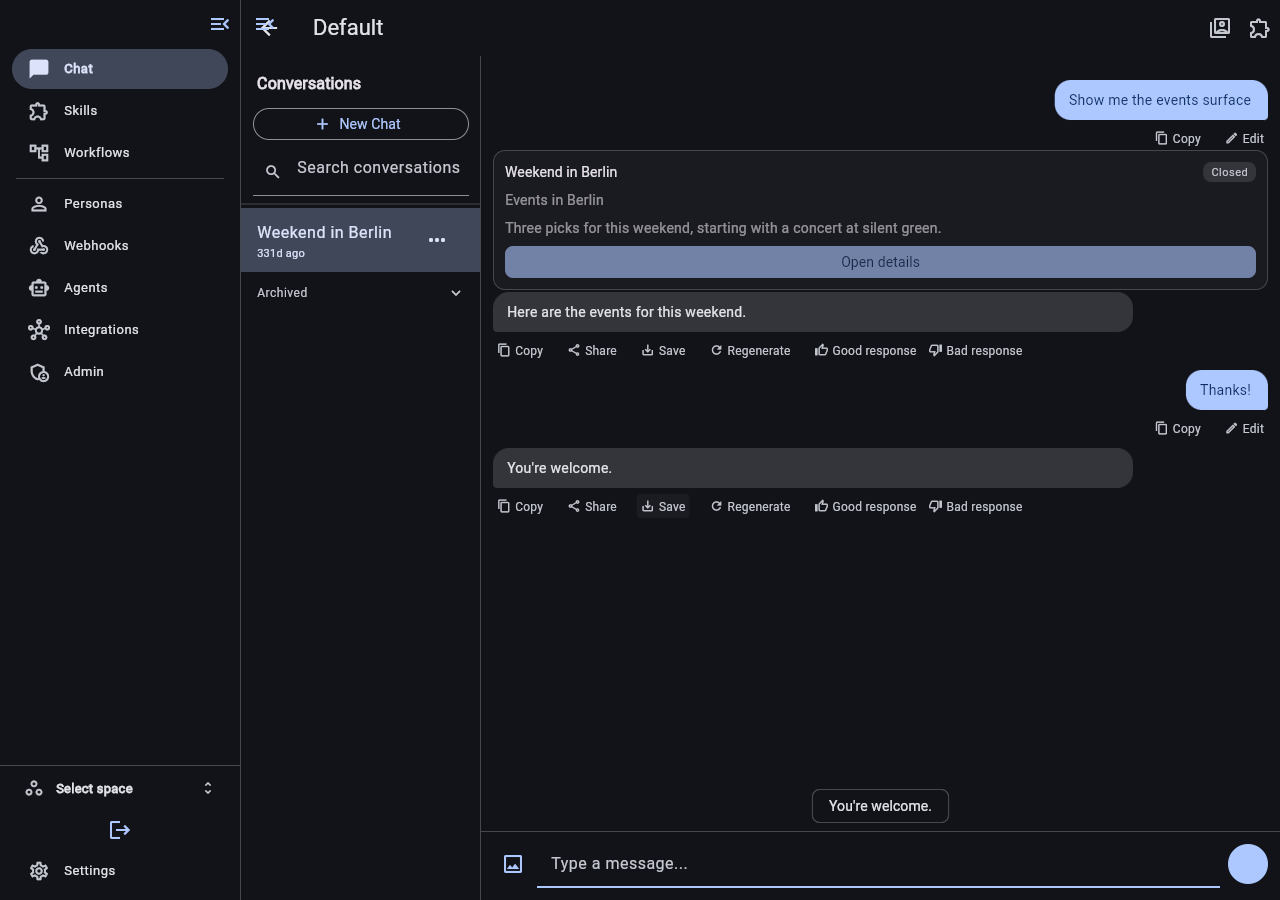 Default
Chat
Skills
Workflows
Personas
Webhooks
Agents
Integrations
Admin
Select space
Settings
Conversations
New Chat
Search conversations
Weekend in Berlin
331d ago
Archived
Show me the events surface
Copy Edit
Weekend in Berlin Closed
Events in Berlin
Three picks for this weekend, starting with a concert at silent green.
Open details
Here are the events for this weekend.
Copy Share Save Regenerate Good response Bad response
Thanks!
Copy Edit
You're welcome.
Copy Share Save Regenerate Good response Bad response
You're welcome.
Type a message...